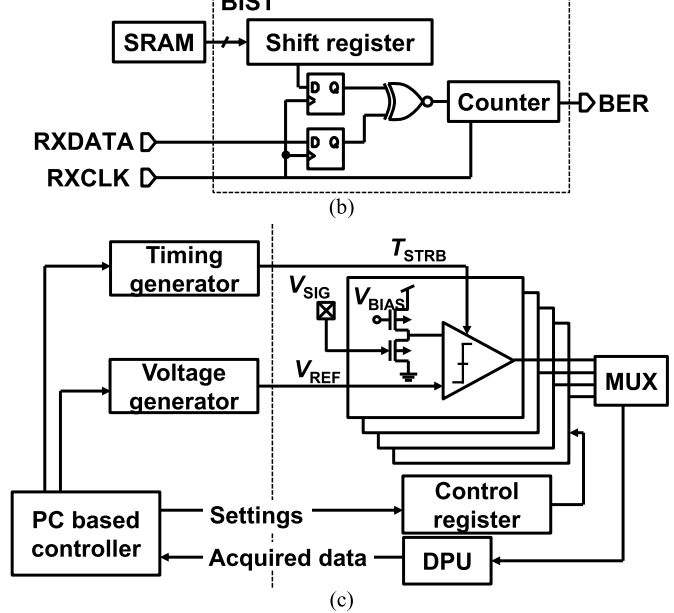 BIST
SRAM
Shift register
D Q
Counter
BER
RXDATA
D Q
RXCLK
(b)
Timing
generator
TSTRB
VSIG
VBIAS
Voltage
generator
VREF
MUX
PC based
controller
Settings
Control
register
Acquired data
DPU
(c)